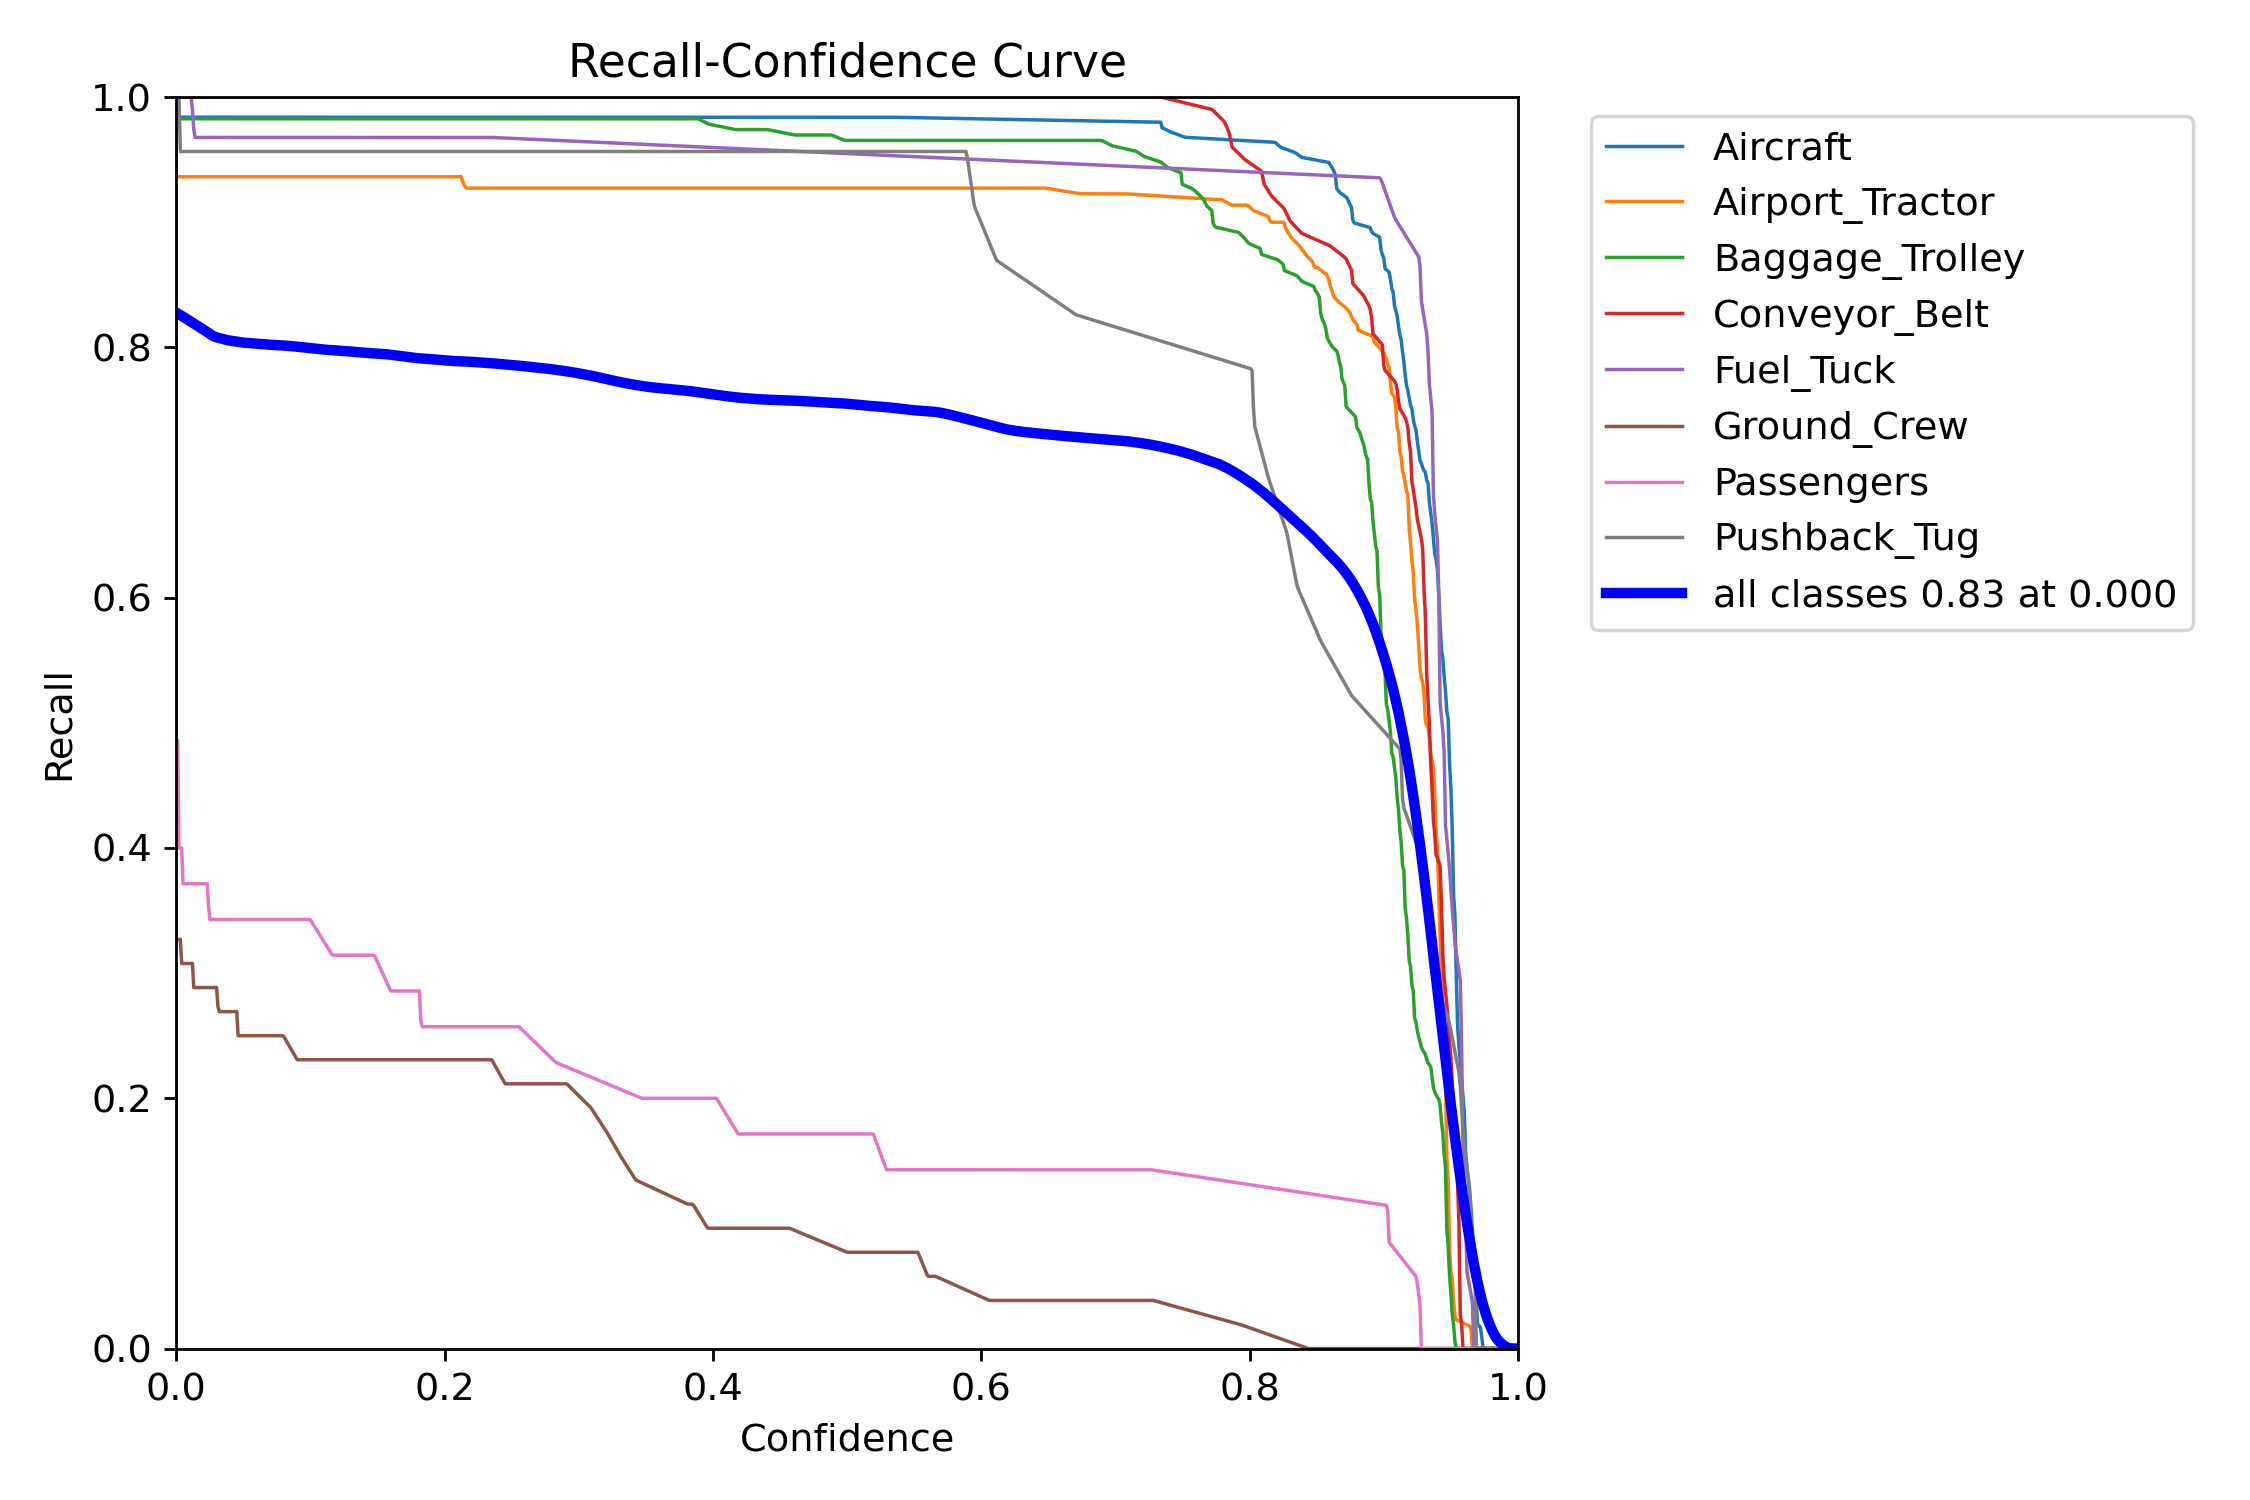 Recall-Confidence Curve
1.0
0.8
0.6
0.4
0.2
0.0
Recall
0.0 0.2 0.4 0.6 0.8 1.0
Confidence
Aircraft
Airport_Tractor
Baggage_Trolley
Conveyor_Belt
Fuel_Tuck
Ground_Crew
Passengers
Pushback_Tug
all classes 0.83 at 0.000